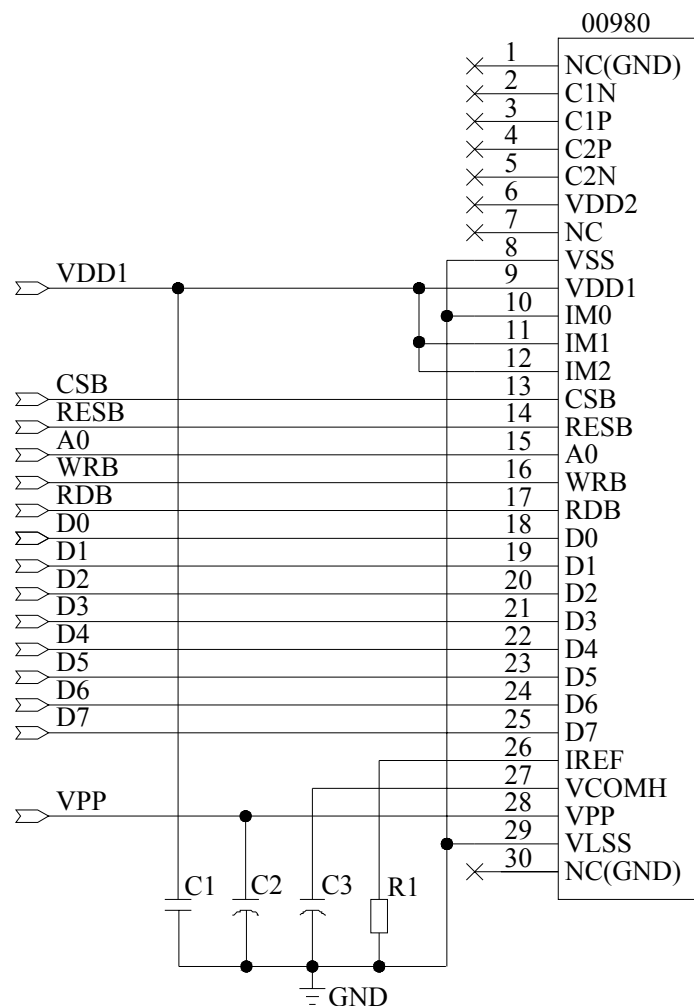 00980
1 NC(GND)
2 C1N
3 C1P
4 C2P
5 C2N
6 VDD2
7 NC
8 VSS
VDD1 9 VDD1
10 IM0
11 IM1
12 IM2
CSB 13 CSB
RESB 14 RESB
A0 15 A0
WRB 16 WRB
RDB 17 RDB
D0 18 D0
D1 19 D1
D2 20 D2
D3 21 D3
D4 22 D4
D5 23 D5
D6 24 D6
D7 25 D7
26 IREF
27 VCOMH
VPP 28 VPP
29 VLSS
30 NC(GND)
C1 C2 C3 R1
GND